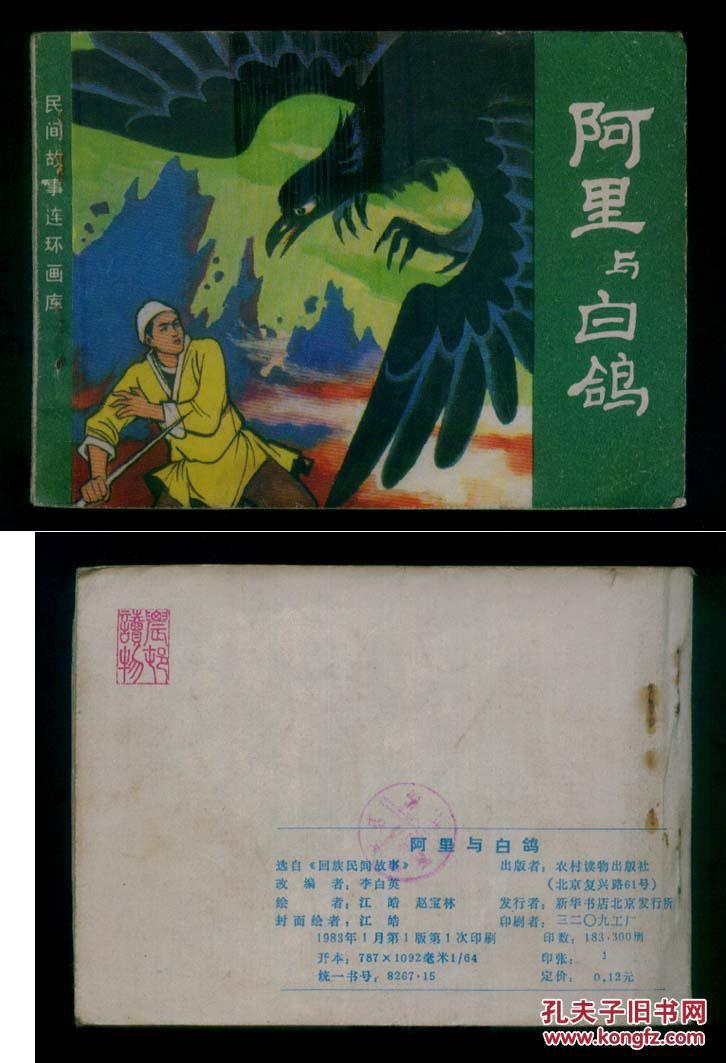 民间故事连环画库
阿里与白鸽
農邨
讀物
阿里与白鸽
选自《回族民间故事》
改编者：李白英
绘者：江皓 赵宝林
封面绘者：江皓
1983年1月第1版第1次印刷
开本：787×1092毫米1/64
统一书号：8267·15
出版者：农村读物出版社
（北京复兴路61号）
发行者：新华书店北京发行所
印刷者：三二〇九工厂
印数：183,300册
印张：1
定价：0.12元
孔夫子旧书网
www.kongfz.com